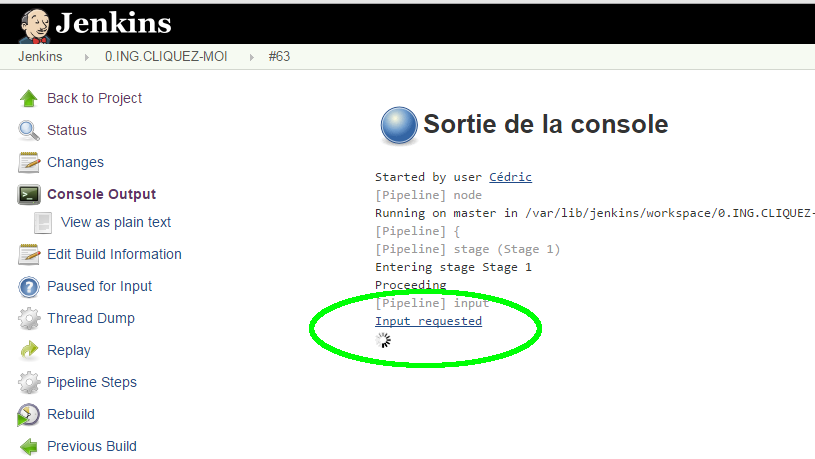 Jenkins
Jenkins 0.ING.CLIQUEZ-MOI #63
Back to Project
Status
Changes
Console Output
View as plain text
Edit Build Information
Paused for Input
Thread Dump
Replay
Pipeline Steps
Rebuild
Previous Build
Sortie de la console
Started by user Cédric
[Pipeline] node
Running on master in /var/lib/jenkins/workspace/0.ING.CLIQUEZ-
[Pipeline] {
[Pipeline] stage (Stage 1)
Entering stage Stage 1
Proceeding
[Pipeline] input
Input requested